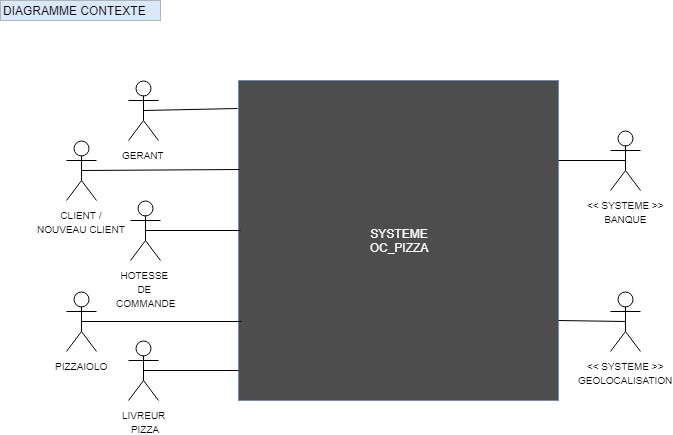 DIAGRAMME CONTEXTE
GERANT
CLIENT /
NOUVEAU CLIENT
HOTESSE
DE
COMMANDE
PIZZAIOLO
LIVREUR
PIZZA
SYSTEME
OC_PIZZA
<< SYSTEME >>
BANQUE
<< SYSTEME >>
GEOLOCALISATION